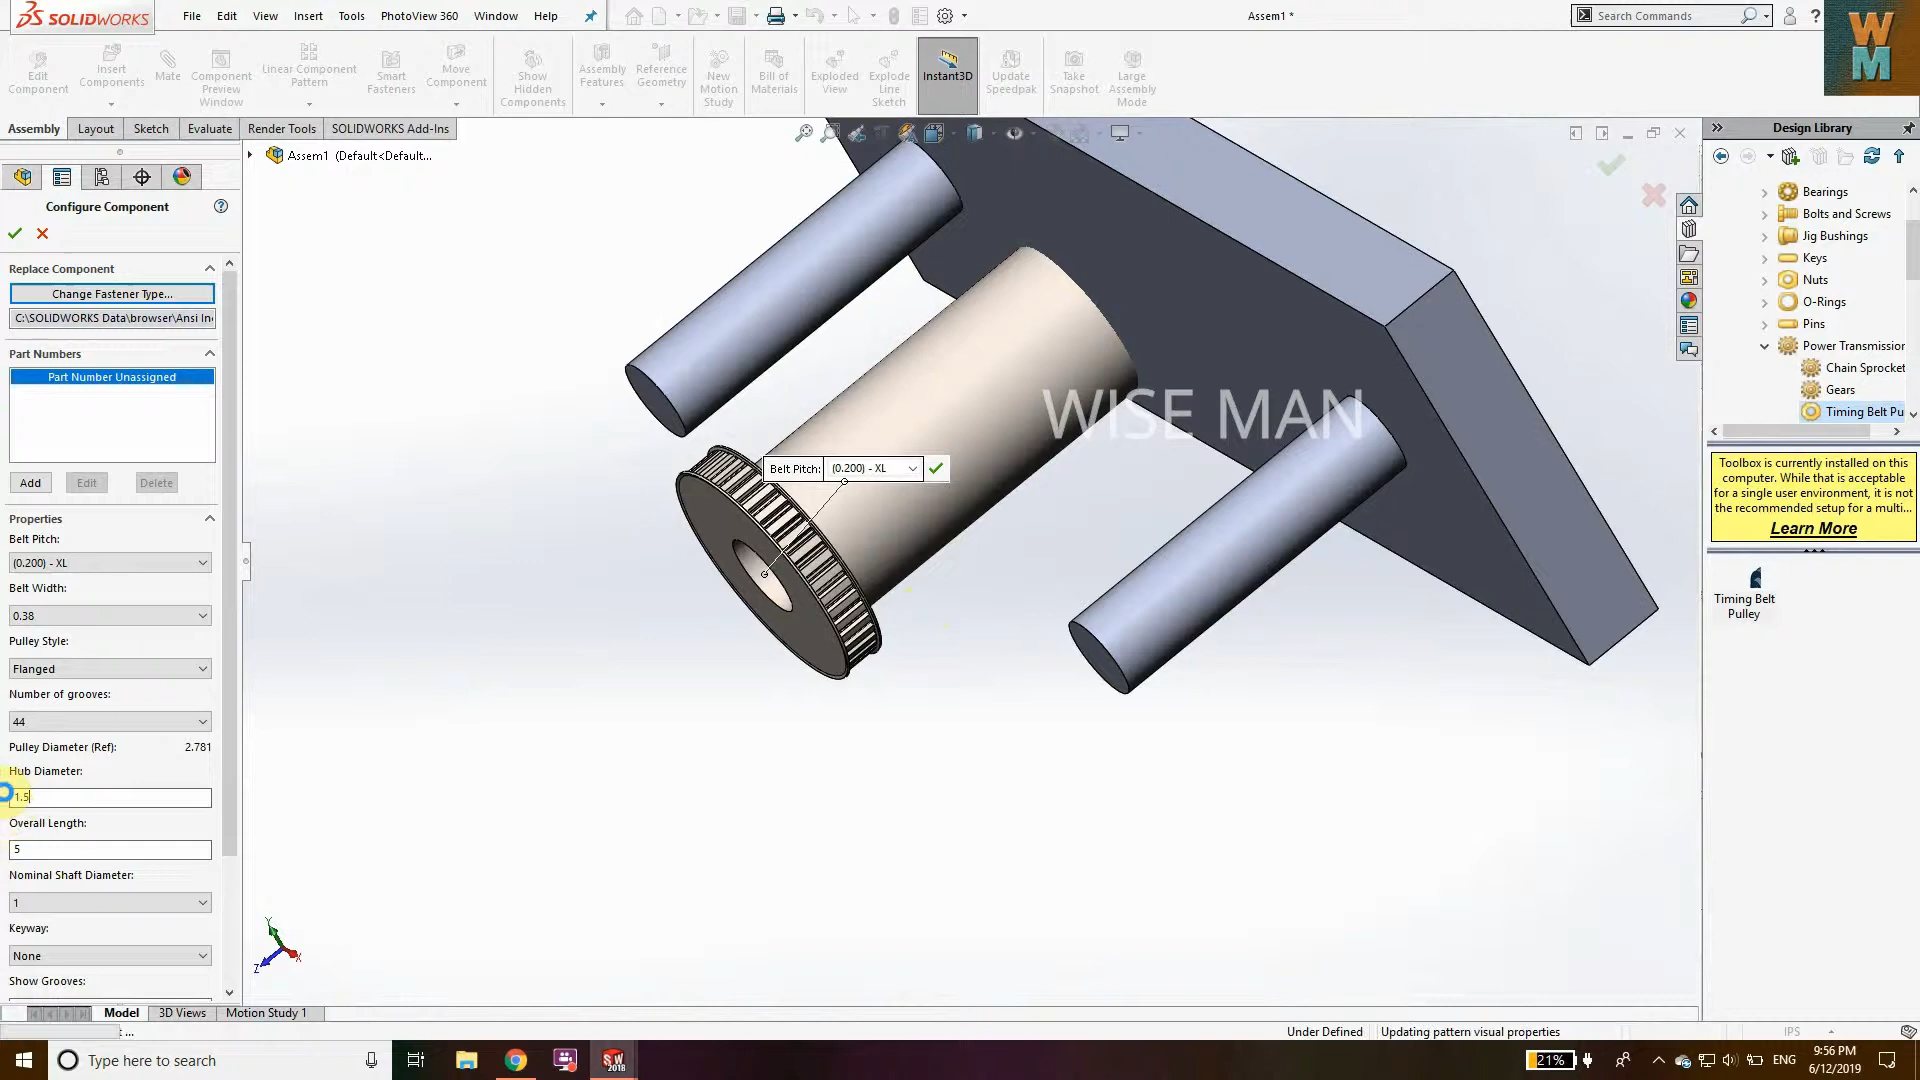 SOLIDWORKS
File Edit View Insert Tools PhotoView 360 Window Help
Assem1 *
Search Commands
?
WM
Edit Component
Insert Components
Mate
Component Preview Window
Linear Component Pattern
Smart Fasteners
Move Component
Show Hidden Components
Assembly Features
Reference Geometry
New Motion Study
Bill of Materials
Exploded View
Explode Line Sketch
Instant3D
Update Speedpak
Take Snapshot
Large Assembly Mode
Assembly Layout Sketch Evaluate Render Tools SOLIDWORKS Add-Ins
Assem1 (Default<Default...
Configure Component
Replace Component
Change Fastener Type...
C:\SOLIDWORKS Data\browser\Ansi In
Part Numbers
Part Number Unassigned
Add Edit Delete
Properties
Belt Pitch:
(0.200) - XL
Belt Width:
0.38
Pulley Style:
Flanged
Number of grooves:
44
Pulley Diameter (Ref): 2.781
Hub Diameter:
1.5
Overall Length:
5
Nominal Shaft Diameter:
1
Keyway:
None
Show Grooves:
Belt Pitch: (0.200) - XL
WISE MAN
Y
X
Z
Design Library
Bearings
Bolts and Screws
Jig Bushings
Keys
Nuts
O-Rings
Pins
Power Transmission
Chain Sprocket
Gears
Timing Belt Pu
Toolbox is currently installed on this
computer. While that is acceptable
for a single user environment, it is not
the recommended setup for a multi...
Learn More
Timing Belt
Pulley
Model 3D Views Motion Study 1
Under Defined Updating pattern visual properties IPS
Type here to search
SW
2018
21%
ENG
9:56 PM
6/12/2019